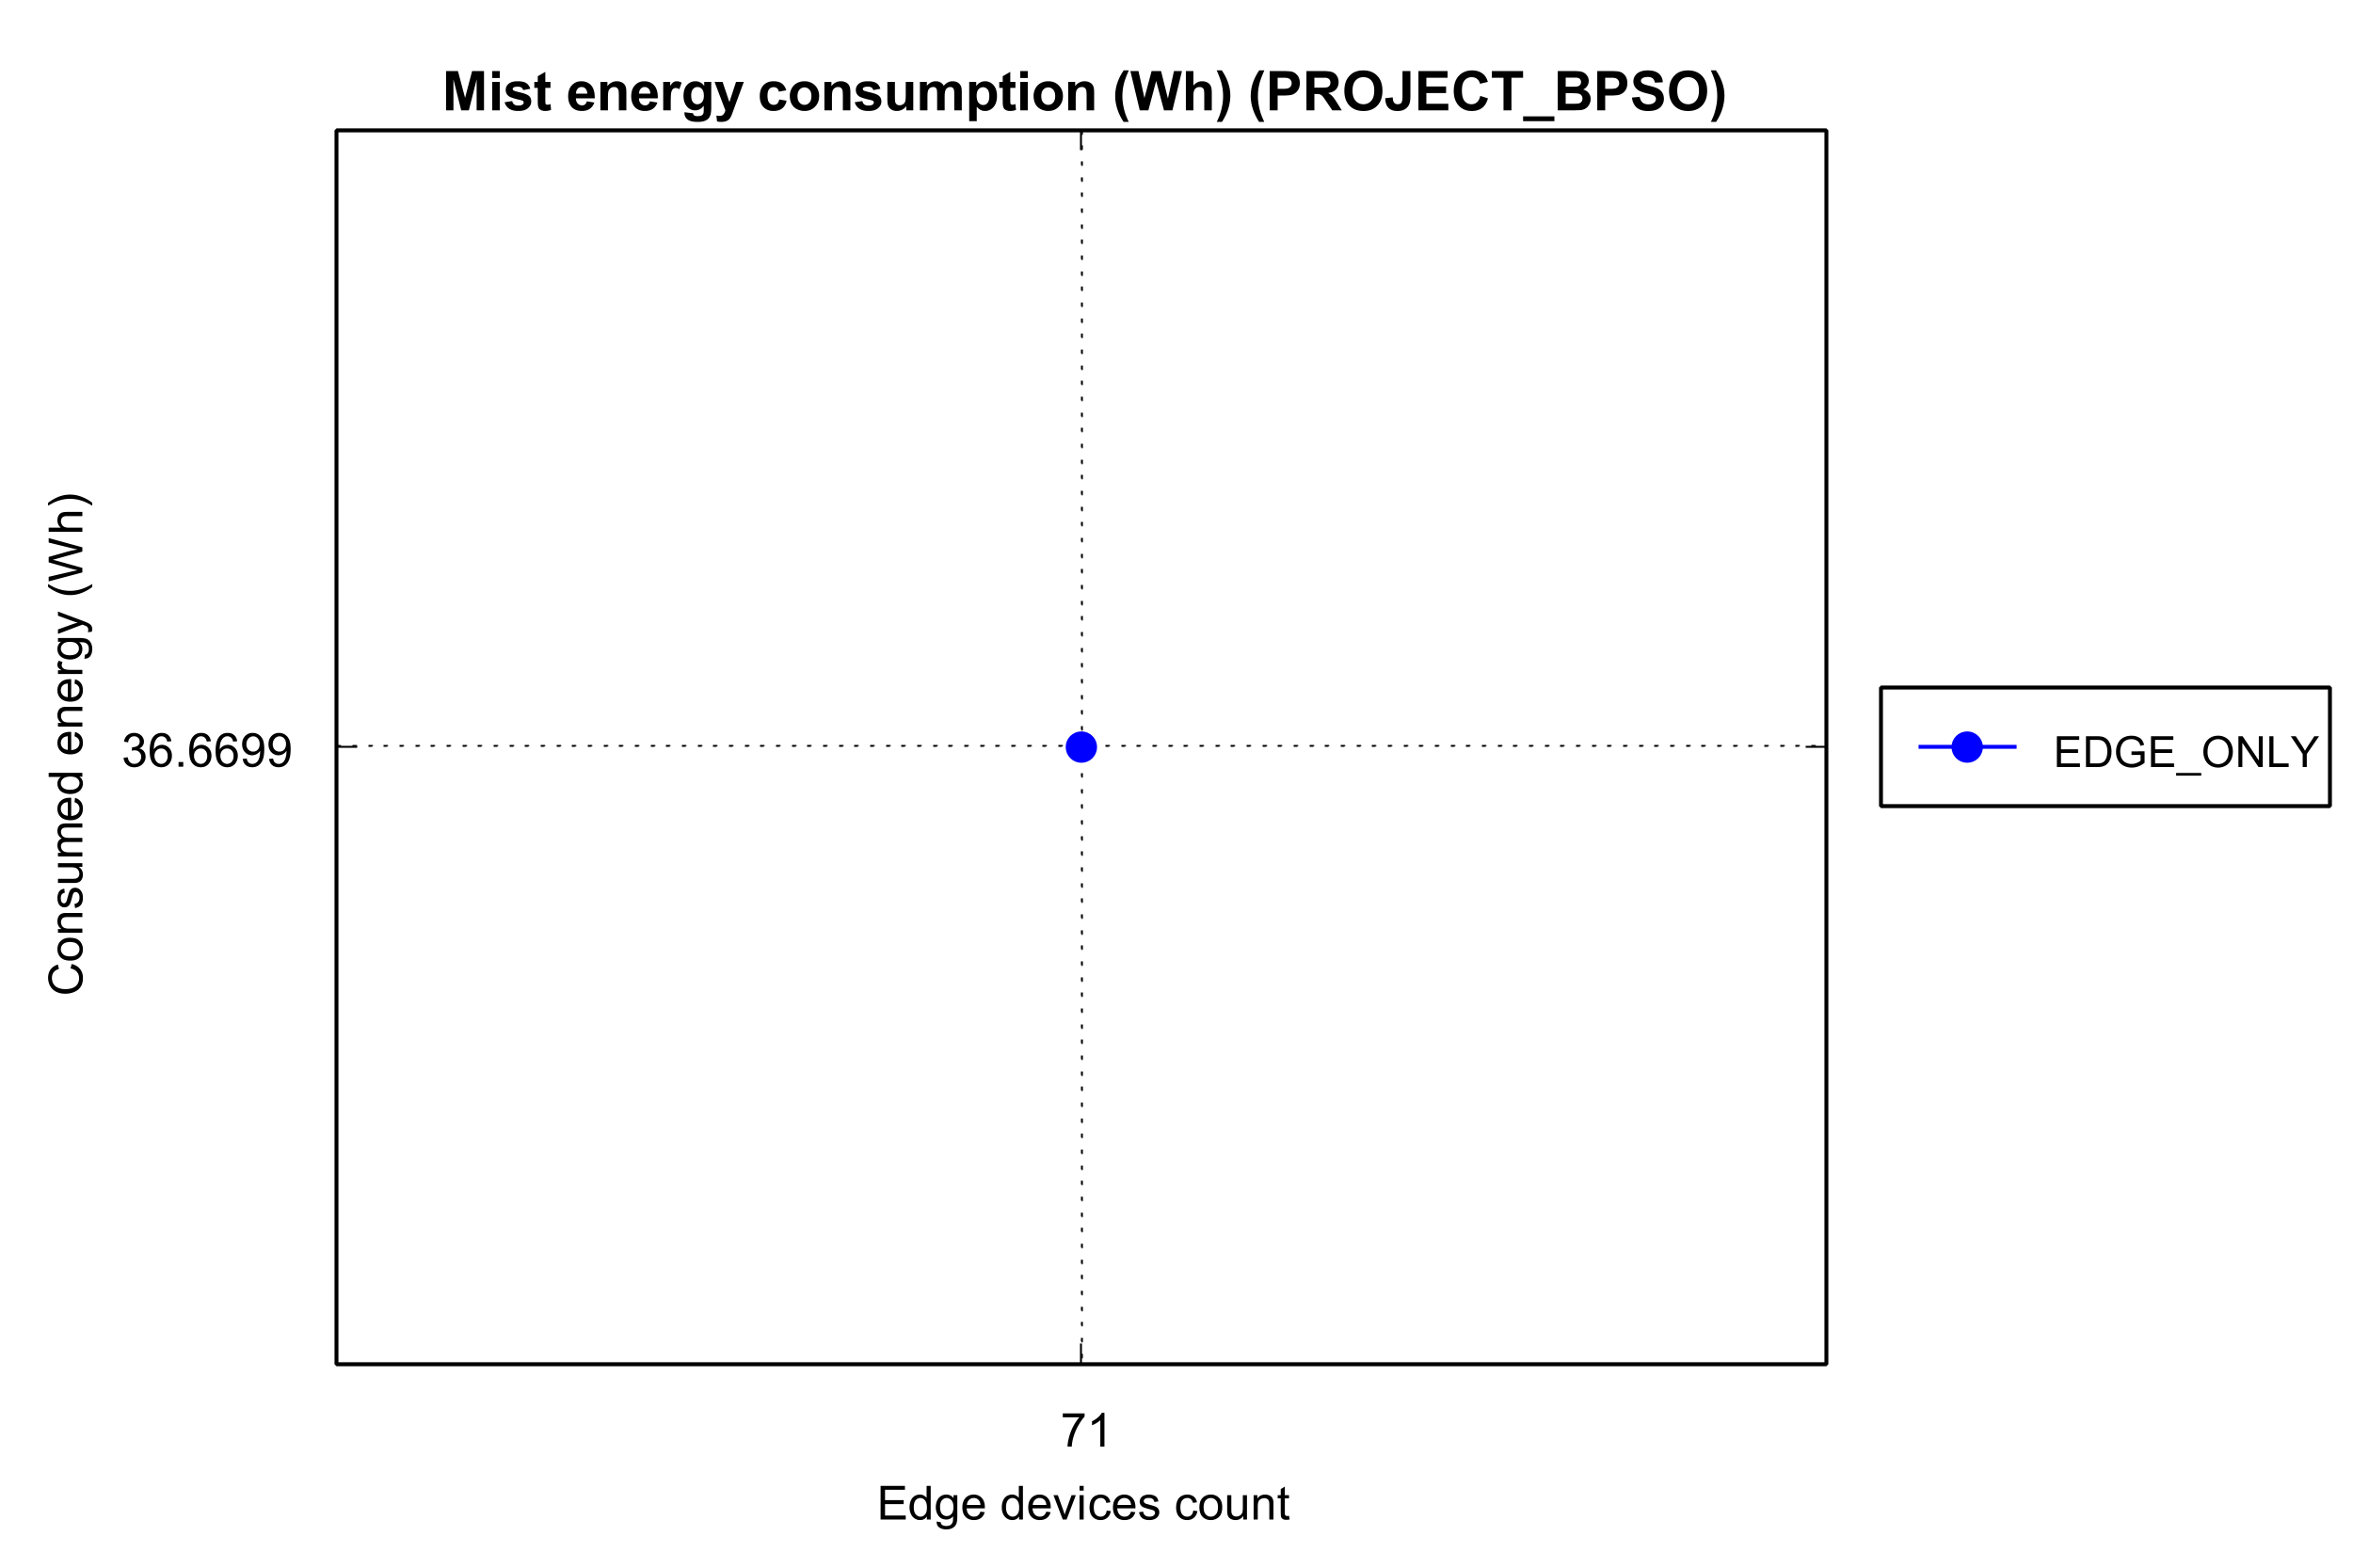 Mist energy consumption (Wh) (PROJECT_BPSO)
Consumed energy (Wh)
36.6699
EDGE_ONLY
71
Edge devices count